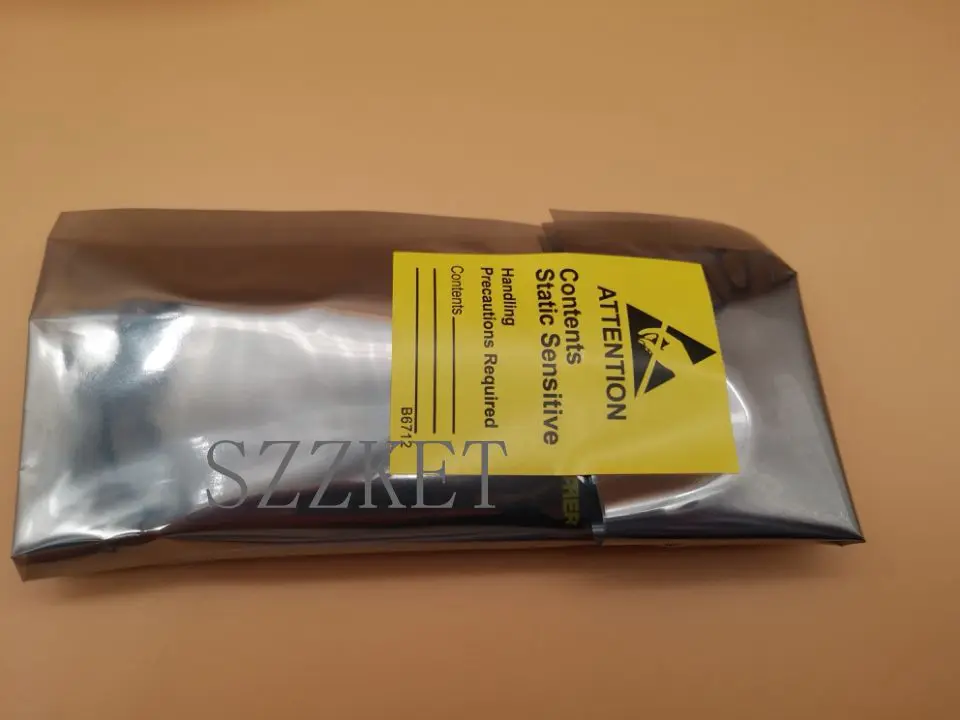 ATTENTION
Contents
Static Sensitive
Handling
Precautions Required
Contents
B6712
SZZKET